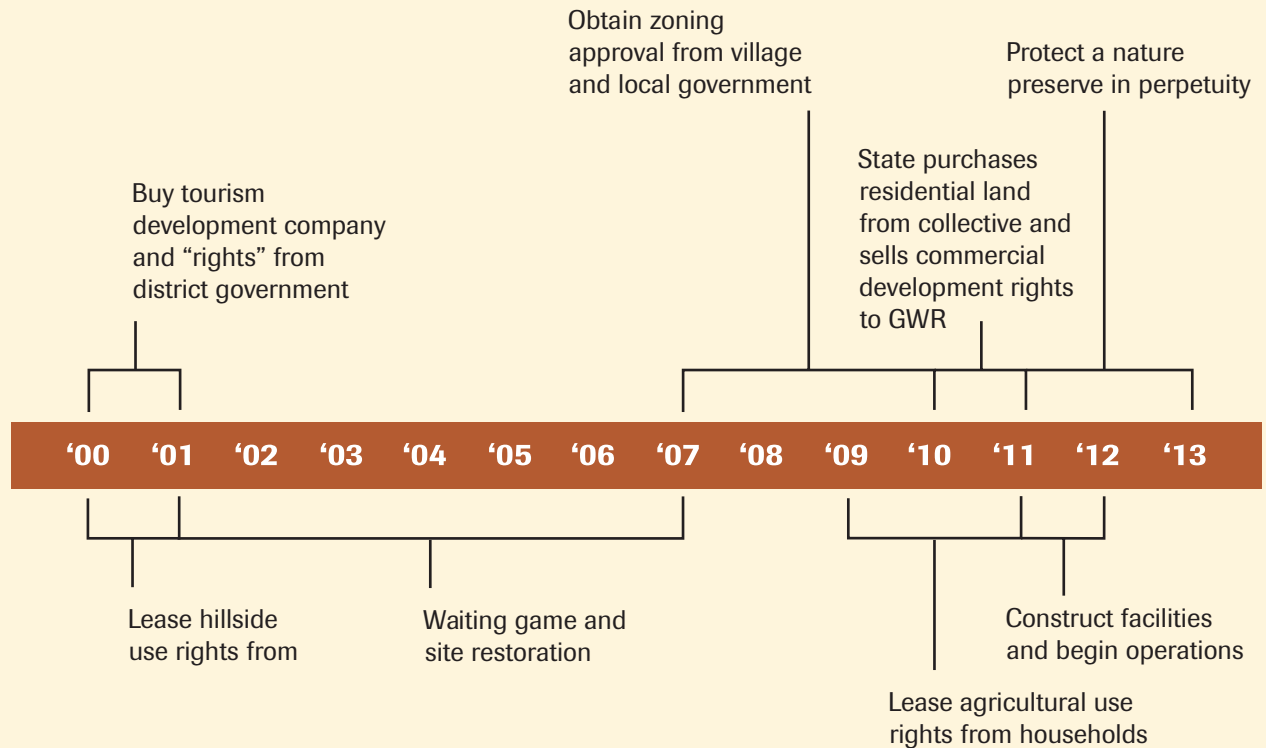 Obtain zoning
approval from village
and local government
Protect a nature
preserve in perpetuity
State purchases
residential land
from collective and
sells commercial
development rights
to GWR
Buy tourism
development company
and “rights” from
district government
‘00 ‘01 ‘02 ‘03 ‘04 ‘05 ‘06 ‘07 ‘08 ‘09 ‘10 ‘11 ‘12 ‘13
Lease hillside
use rights from
Waiting game and
site restoration
Construct facilities
and begin operations
Lease agricultural use
rights from households